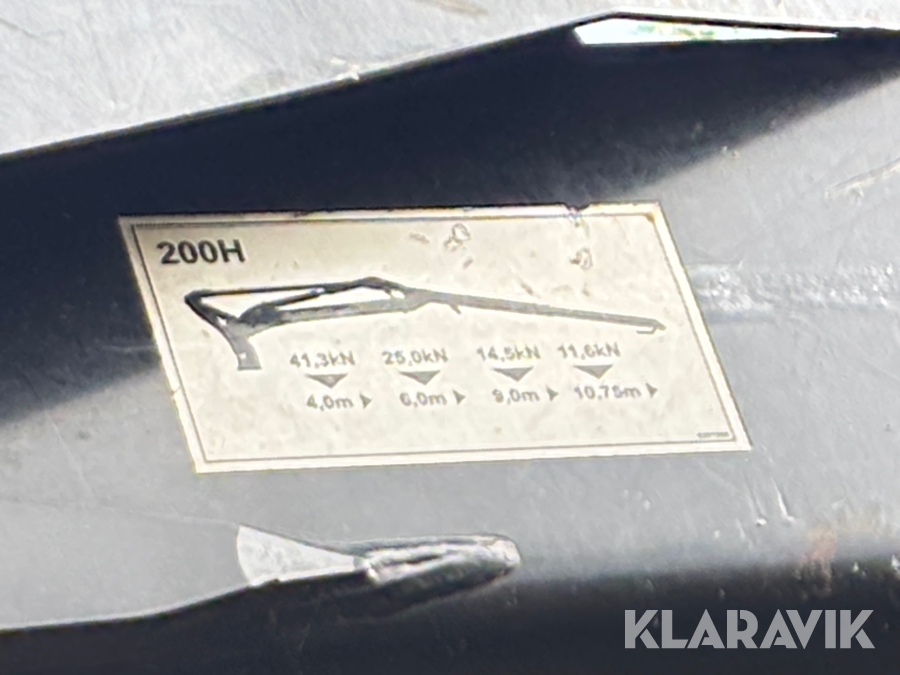 200H
41,3kN 25,0kN 14,5kN 11,6kN
4,0m 6,0m 9,0m 10,75m
KLARAVIK